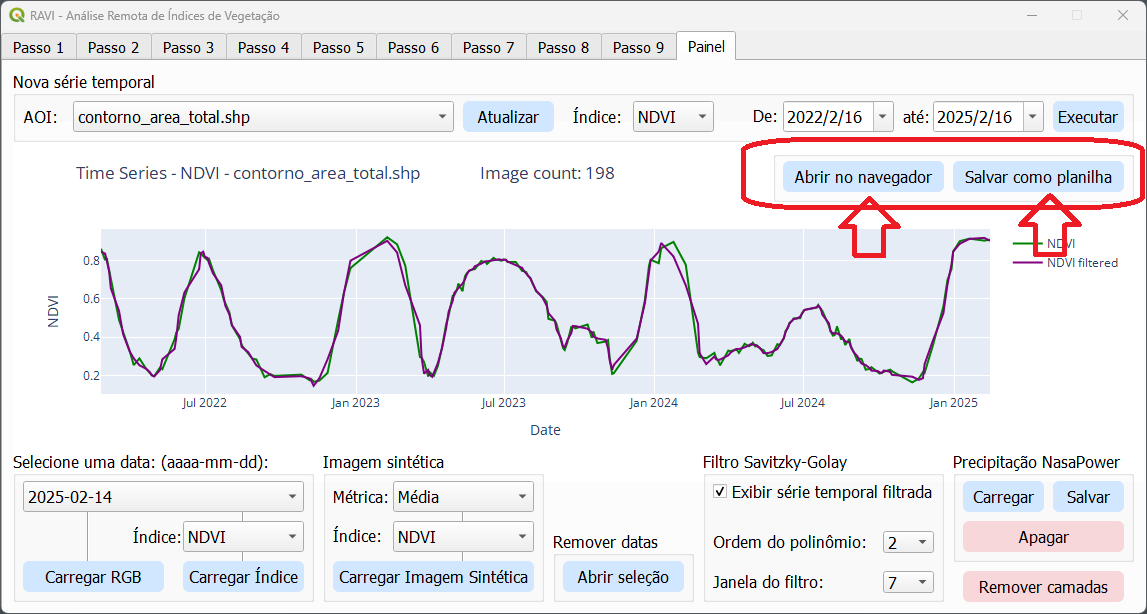 RAVI - Análise Remota de Índices de Vegetação
Passo 1 Passo 2 Passo 3 Passo 4 Passo 5 Passo 6 Passo 7 Passo 8 Passo 9 Painel
Nova série temporal
AOI: contorno_area_total.shp Atualizar Índice: NDVI De: 2022/2/16 até: 2025/2/16 Executar
Time Series - NDVI - contorno_area_total.shp Image count: 198
Abrir no navegador Salvar como planilha
NDVI
NDVI filtered
NDVI
0.8
0.6
0.4
0.2
Jul 2022 Jan 2023 Jul 2023 Jan 2024 Jul 2024 Jan 2025
Date
Selecione uma data: (aaaa-mm-dd):
2025-02-14
Índice: NDVI
Carregar RGB Carregar Índice
Imagem sintética
Métrica: Média
Índice: NDVI
Carregar Imagem Sintética
Remover datas
Abrir seleção
Filtro Savitzky-Golay
Exibir série temporal filtrada
Ordem do polinômio: 2
Janela do filtro: 7
Precipitação NasaPower
Carregar Salvar
Apagar
Remover camadas